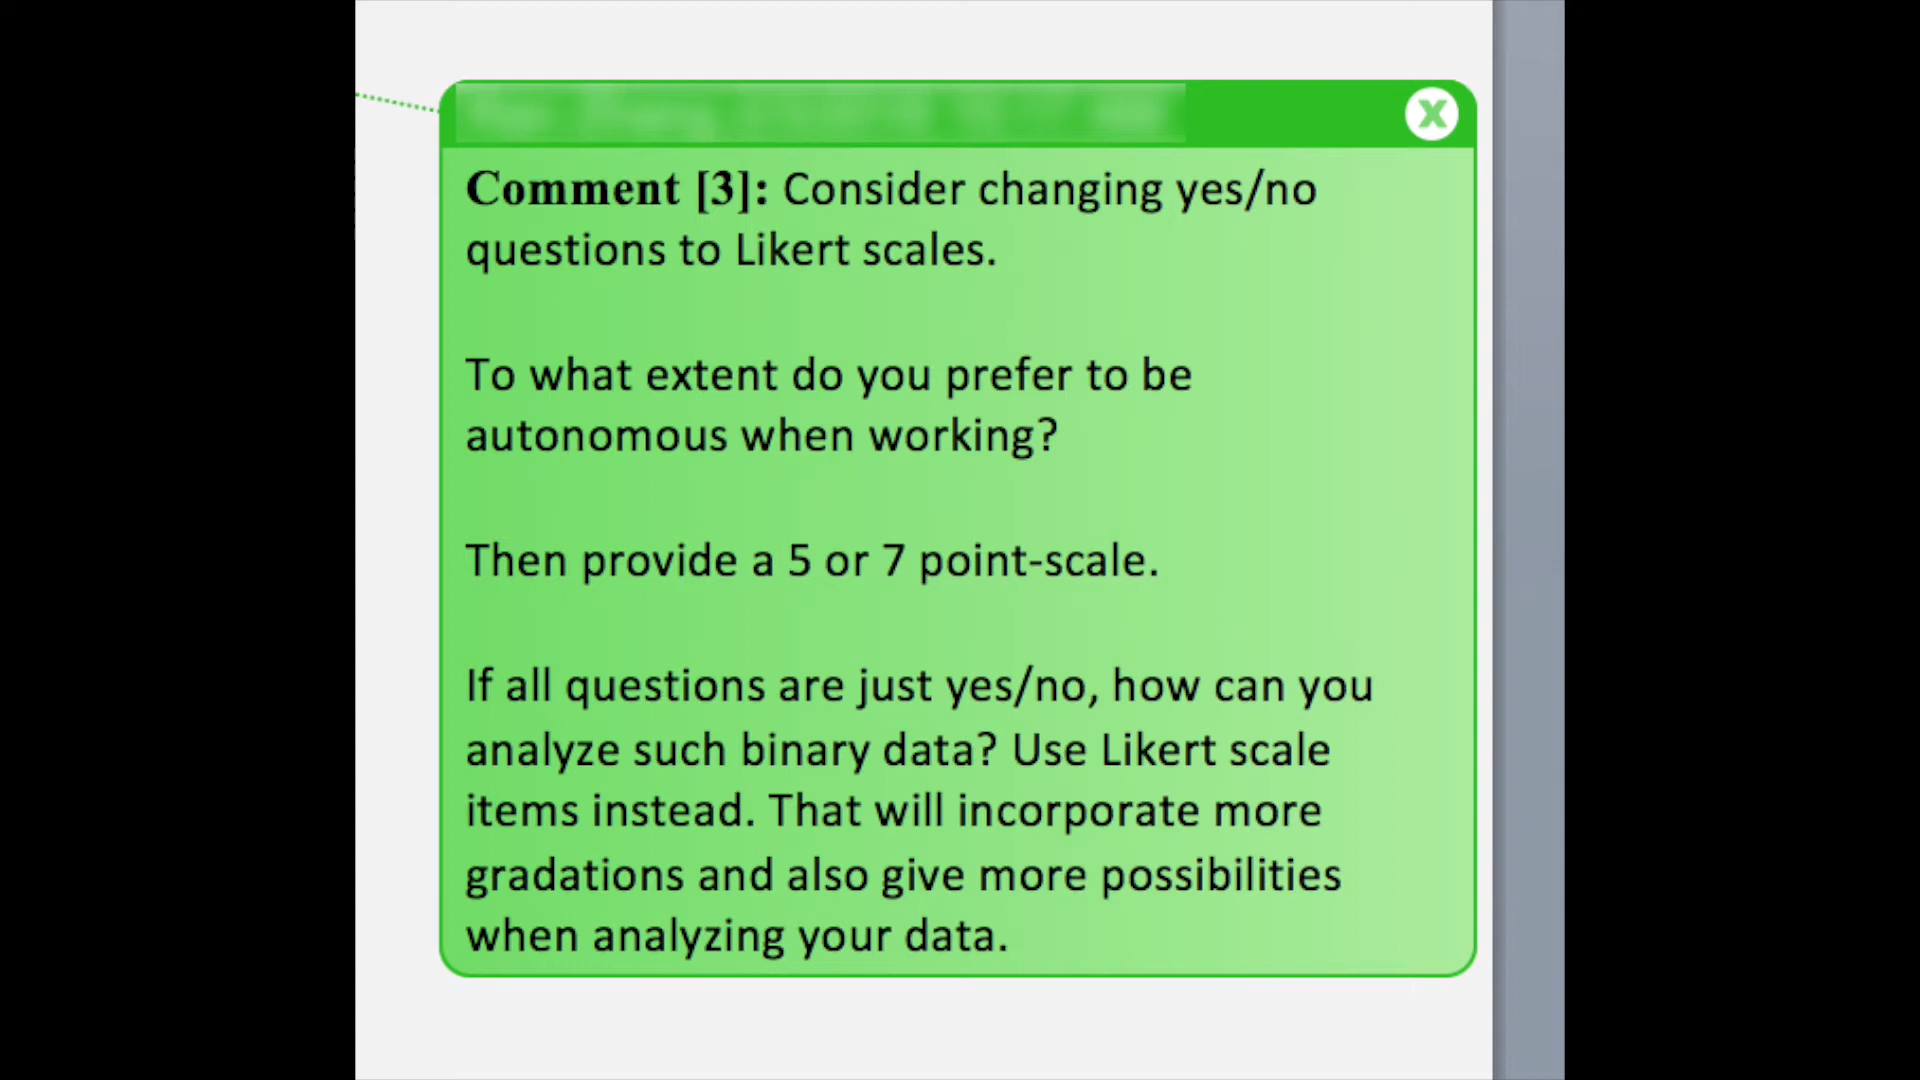 Comment [3]: Consider changing yes/no
questions to Likert scales.
To what extent do you prefer to be
autonomous when working?
Then provide a 5 or 7 point-scale.
If all questions are just yes/no, how can you
analyze such binary data? Use Likert scale
items instead. That will incorporate more
gradations and also give more possibilities
when analyzing your data.